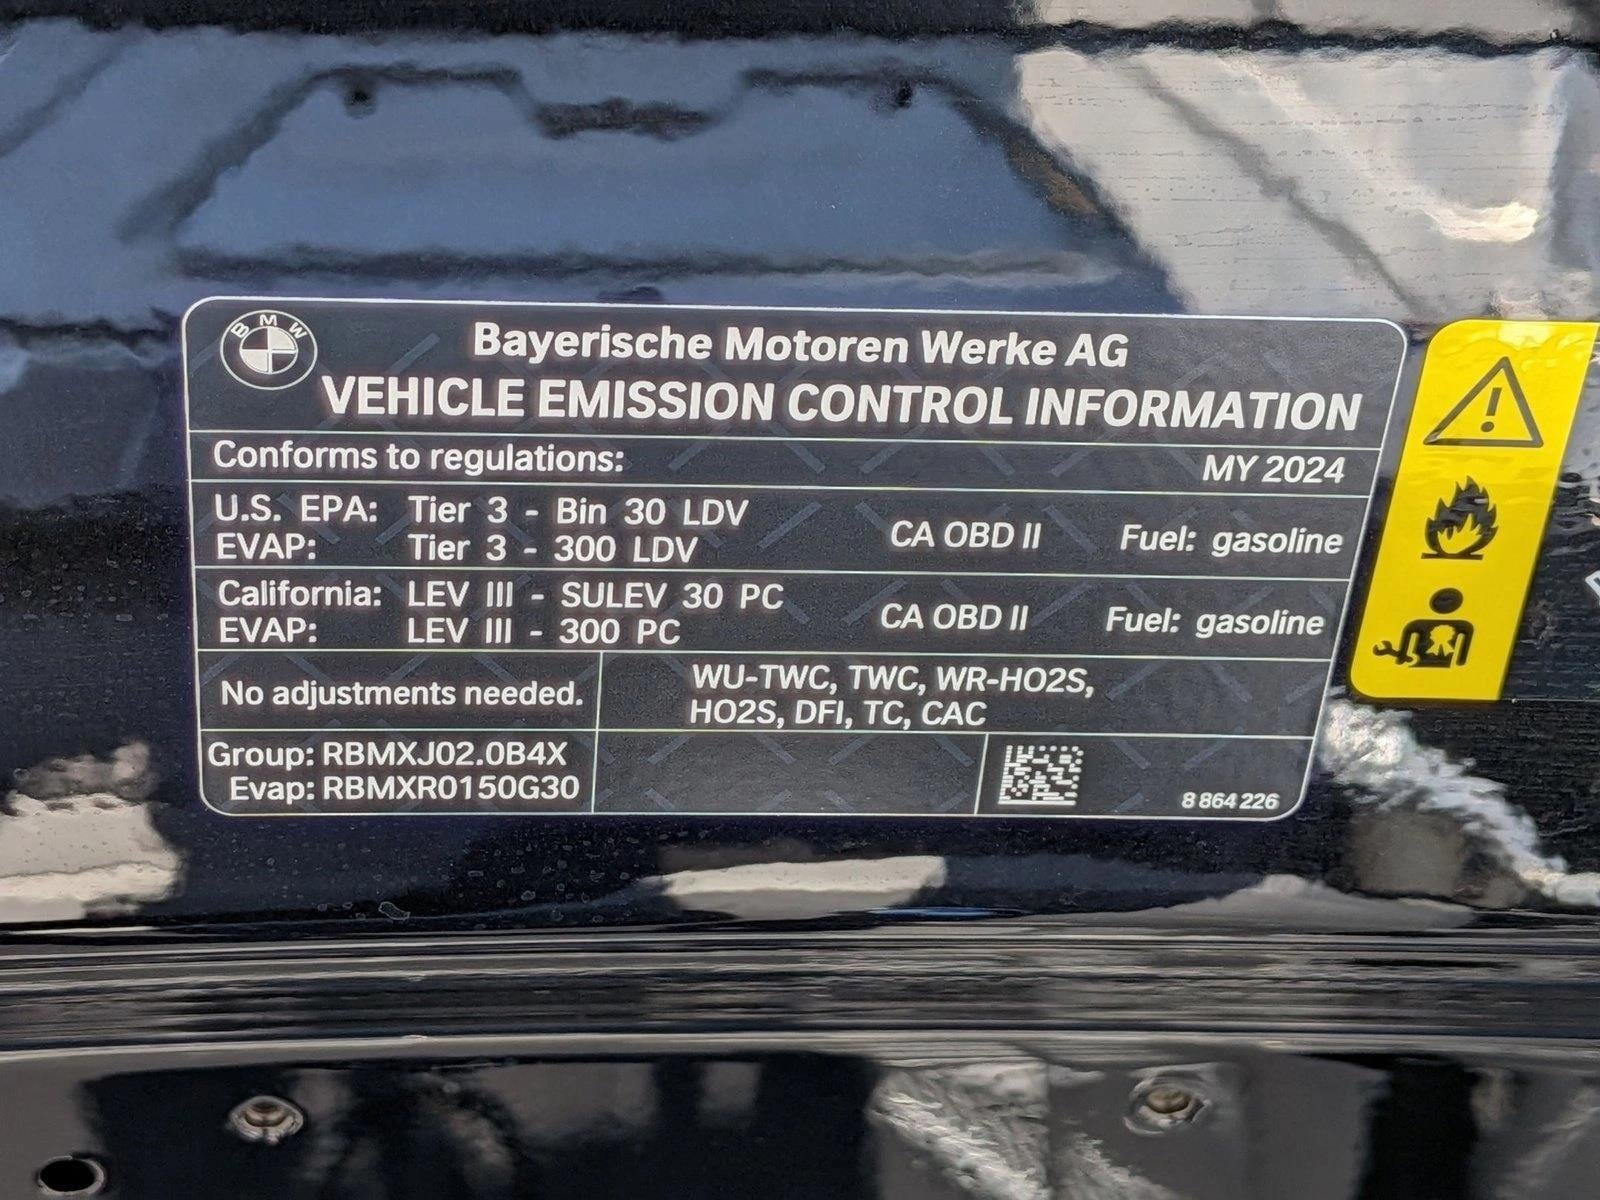 BMW
Bayerische Motoren Werke AG
VEHICLE EMISSION CONTROL INFORMATION
Conforms to regulations: MY 2024
U.S. EPA: Tier 3 - Bin 30 LDV
EVAP: Tier 3 - 300 LDV
CA OBD II Fuel: gasoline
California: LEV III - SULEV 30 PC
EVAP: LEV III - 300 PC
CA OBD II Fuel: gasoline
No adjustments needed.
WU-TWC, TWC, WR-HO2S,
HO2S, DFI, TC, CAC
Group: RBMXJ02.0B4X
Evap: RBMXR0150G30
8 864 226